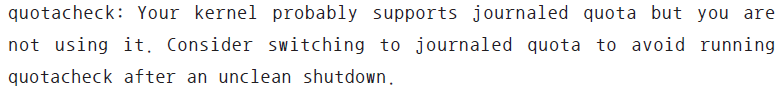 quotacheck: Your kernel probably supports journaled quota but you are
not using it. Consider switching to journaled quota to avoid running
quotacheck after an unclean shutdown.